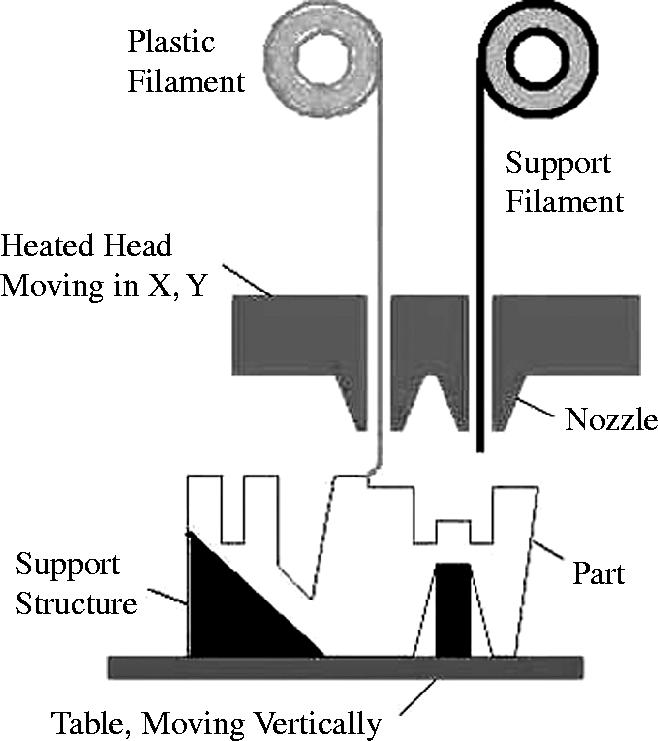 Plastic
Filament
Support
Filament
Heated Head
Moving in X, Y
Nozzle
Support
Structure
Part
Table, Moving Vertically